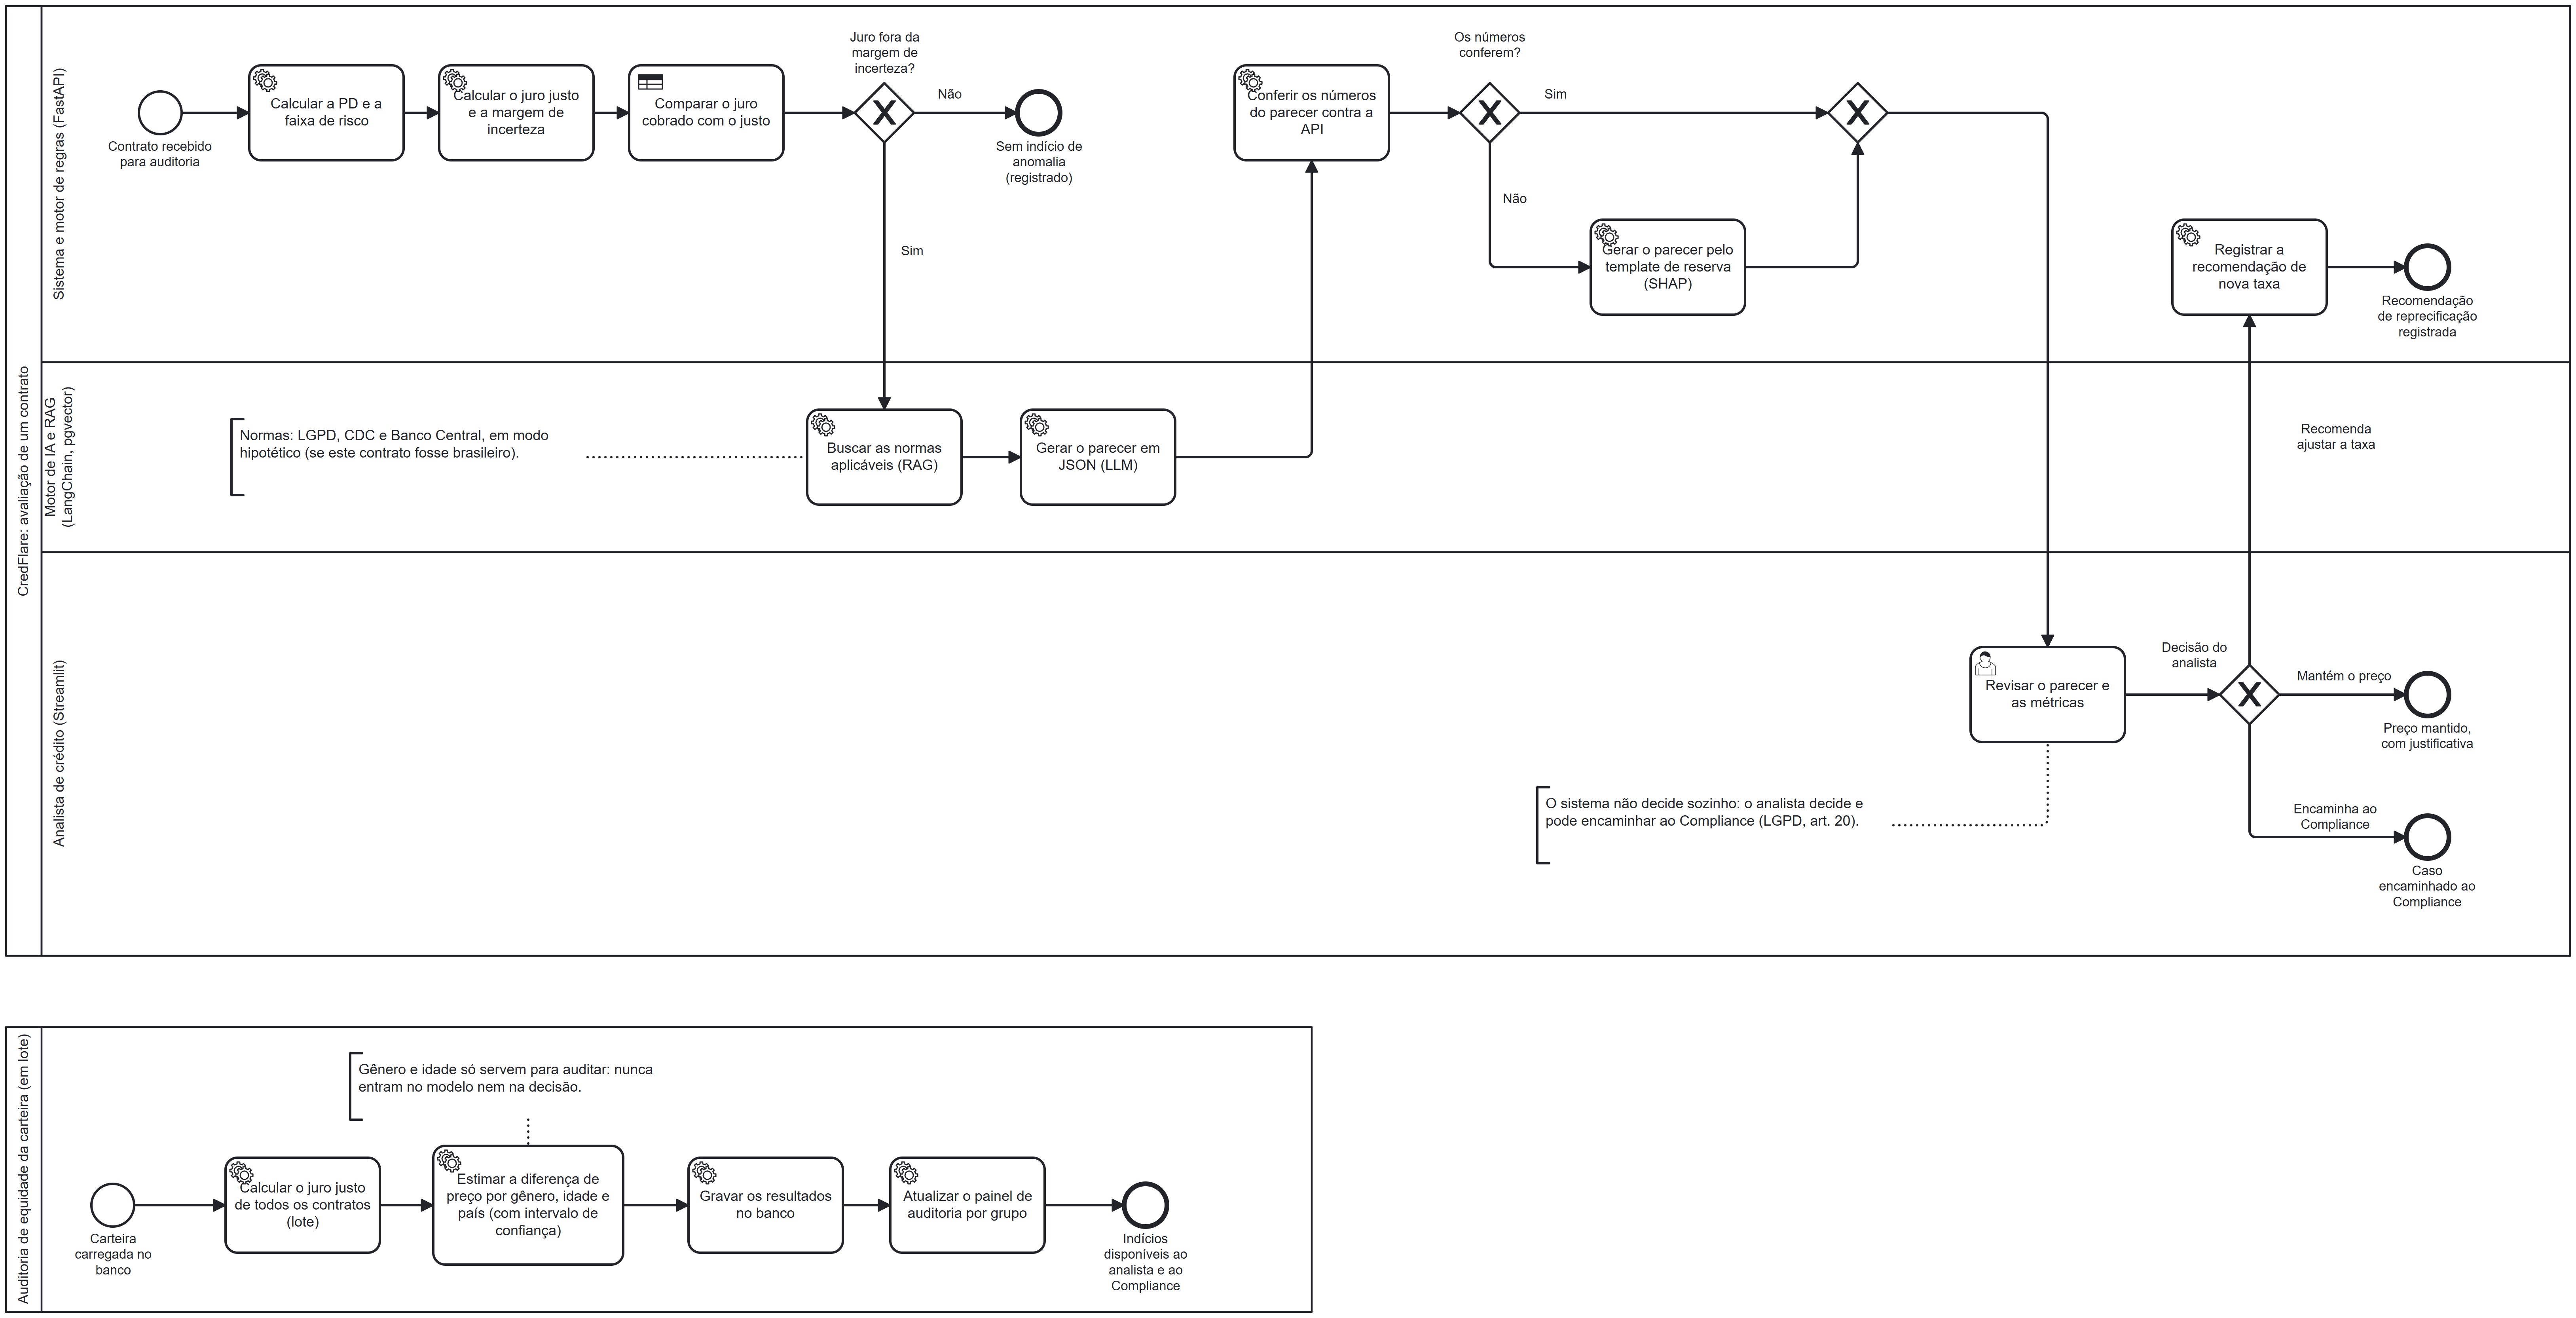 CredFlare: avaliação de um contrato
Sistema e motor de regras (FastAPI)
Contrato recebido
para auditoria
Calcular a PD e a
faixa de risco
Calcular o juro justo
e a margem de
incerteza
Comparar o juro
cobrado com o justo
Juro fora da
margem de
incerteza?
Não
Sem indício de
anomalia
(registrado)
Sim
Conferir os números
do parecer contra a
API
Os números
conferem?
Sim
Não
Gerar o parecer pelo
template de reserva
(SHAP)
Registrar a
recomendação de
nova taxa
Recomendação
de reprecificação
registrada
Motor de IA e RAG
(LangChain, pgvector)
Normas: LGPD, CDC e Banco Central, em modo
hipotético (se este contrato fosse brasileiro).
Buscar as normas
aplicáveis (RAG)
Gerar o parecer em
JSON (LLM)
Recomenda
ajustar a taxa
Analista de crédito (Streamlit)
Revisar o parecer e
as métricas
Decisão do
analista
Mantém o preço
Preço mantido,
com justificativa
O sistema não decide sozinho: o analista decide e
pode encaminhar ao Compliance (LGPD, art. 20).
Encaminha ao
Compliance
Caso
encaminhado ao
Compliance
Auditoria de equidade da carteira (em lote)
Gênero e idade só servem para auditar: nunca
entram no modelo nem na decisão.
Carteira
carregada no
banco
Calcular o juro justo
de todos os contratos
(lote)
Estimar a diferença de
preço por gênero, idade e
país (com intervalo de
confiança)
Gravar os resultados
no banco
Atualizar o painel de
auditoria por grupo
Indícios
disponíveis ao
analista e ao
Compliance